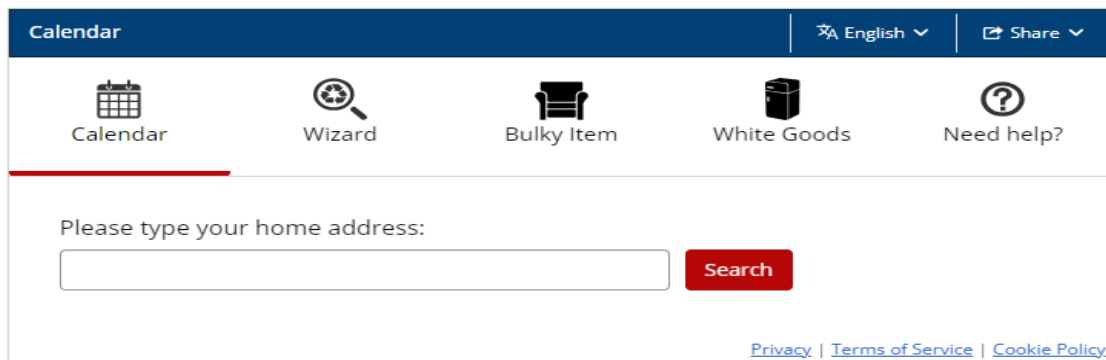 Calendar English Share
Calendar Wizard Bulky Item White Goods Need help?
Please type your home address:
Search
Privacy | Terms of Service | Cookie Policy